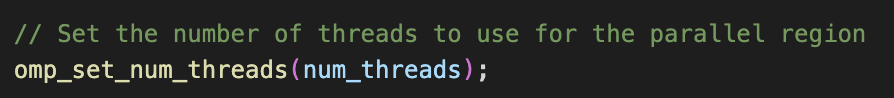 // Set the number of threads to use for the parallel region
omp_set_num_threads(num_threads);